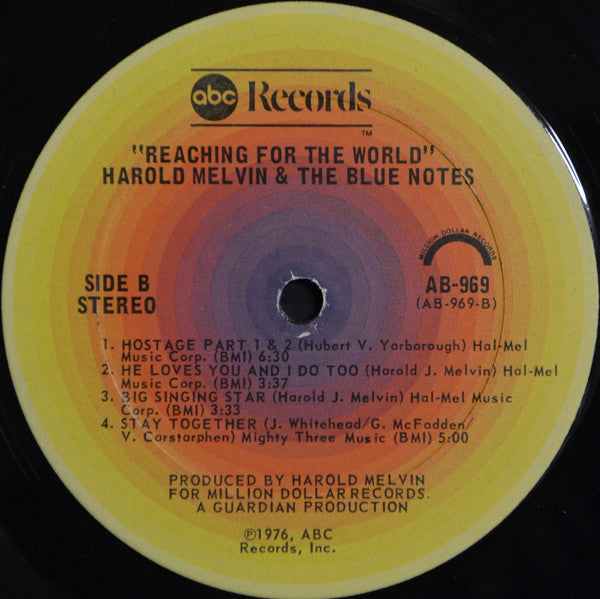 abc Records
™
"REACHING FOR THE WORLD"
HAROLD MELVIN & THE BLUE NOTES
MILLION DOLLAR RECORDS
SIDE B
STEREO
AB-969
(AB-969-B)
1. HOSTAGE PART 1 & 2 (Hubert V. Yarborough) Hal-Mel
Music Corp. (BMI) 6:30
2. HE LOVES YOU AND I DO TOO (Harold J. Melvin) Hal-Mel
Music Corp. (BMI) 3:37
3. BIG SINGING STAR (Harold J. Melvin) Hal-Mel Music
Corp. (BMI) 3:33
4. STAY TOGETHER (J. Whitehead/G. McFadden/
V. Carstarphen) Mighty Three Music (BMI) 5:00
PRODUCED BY HAROLD MELVIN
FOR MILLION DOLLAR RECORDS.
A GUARDIAN PRODUCTION
℗1976, ABC
Records, Inc.